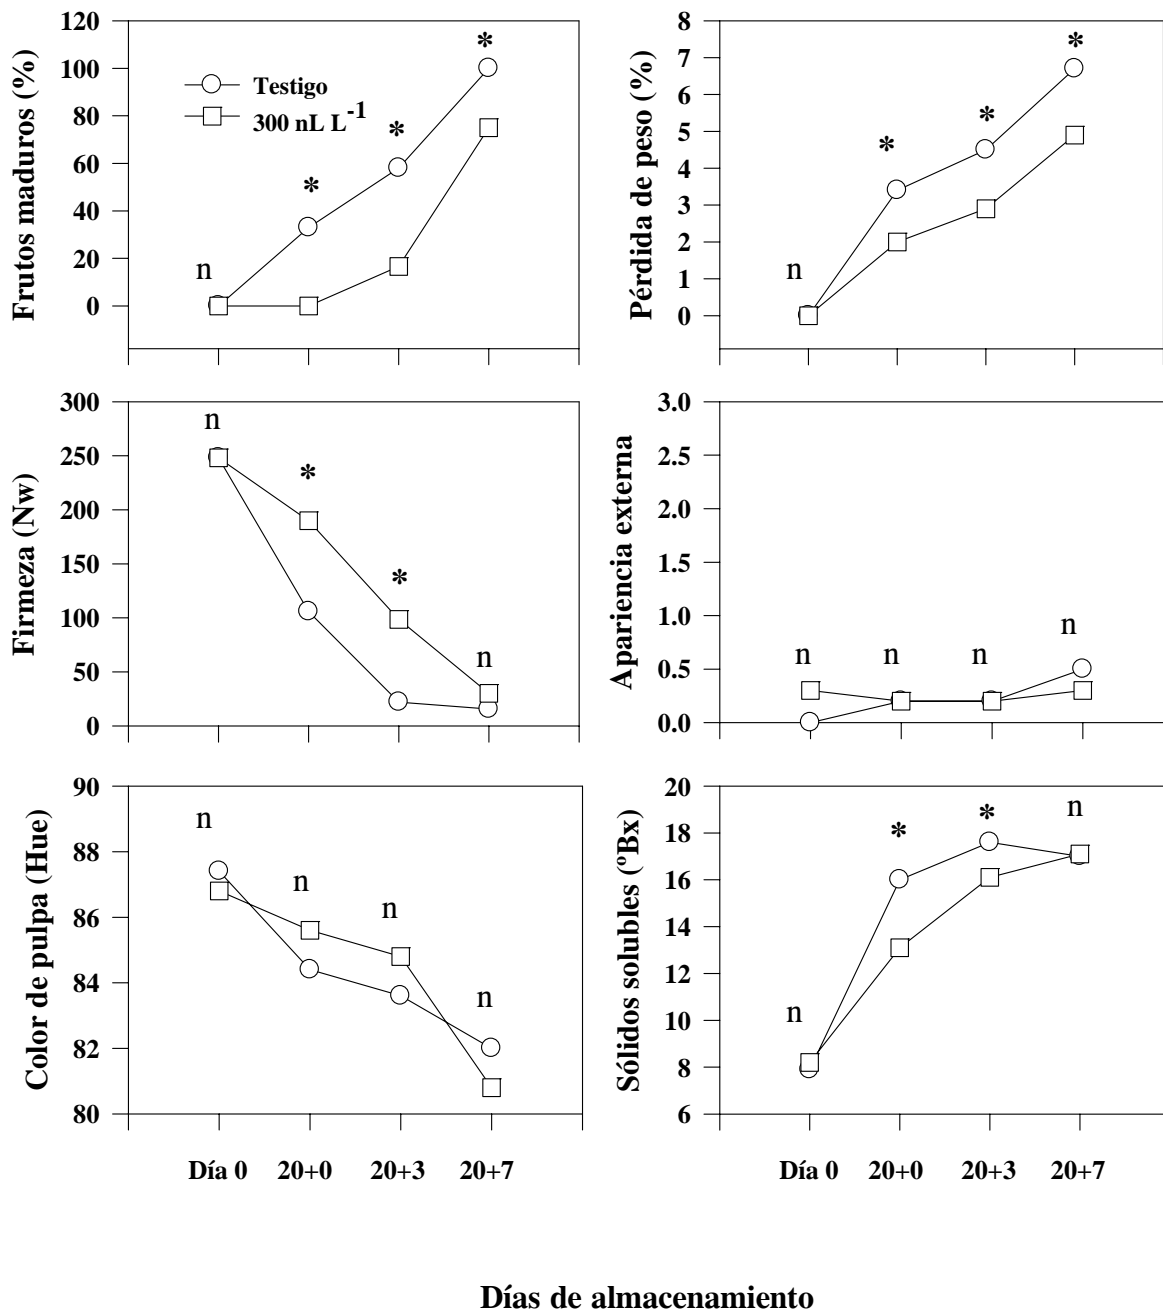 Frutos maduros (%)
120
100
80
60
40
20
0
Testigo
300 nL L-1
n
*
*
*
Pérdida de peso (%)
8
7
6
5
4
3
2
1
0
n
*
*
*
Firmeza (Nw)
300
250
200
150
100
50
0
n
*
*
n
Apariencia externa
3.0
2.5
2.0
1.5
1.0
0.5
0.0
n
n
n
n
Color de pulpa (Hue)
90
88
86
84
82
80
n
n
n
n
Día 0 20+0 20+3 20+7
Sólidos solubles (ºBx)
20
18
16
14
12
10
8
6
n
*
*
n
Día 0 20+0 20+3 20+7
Días de almacenamiento